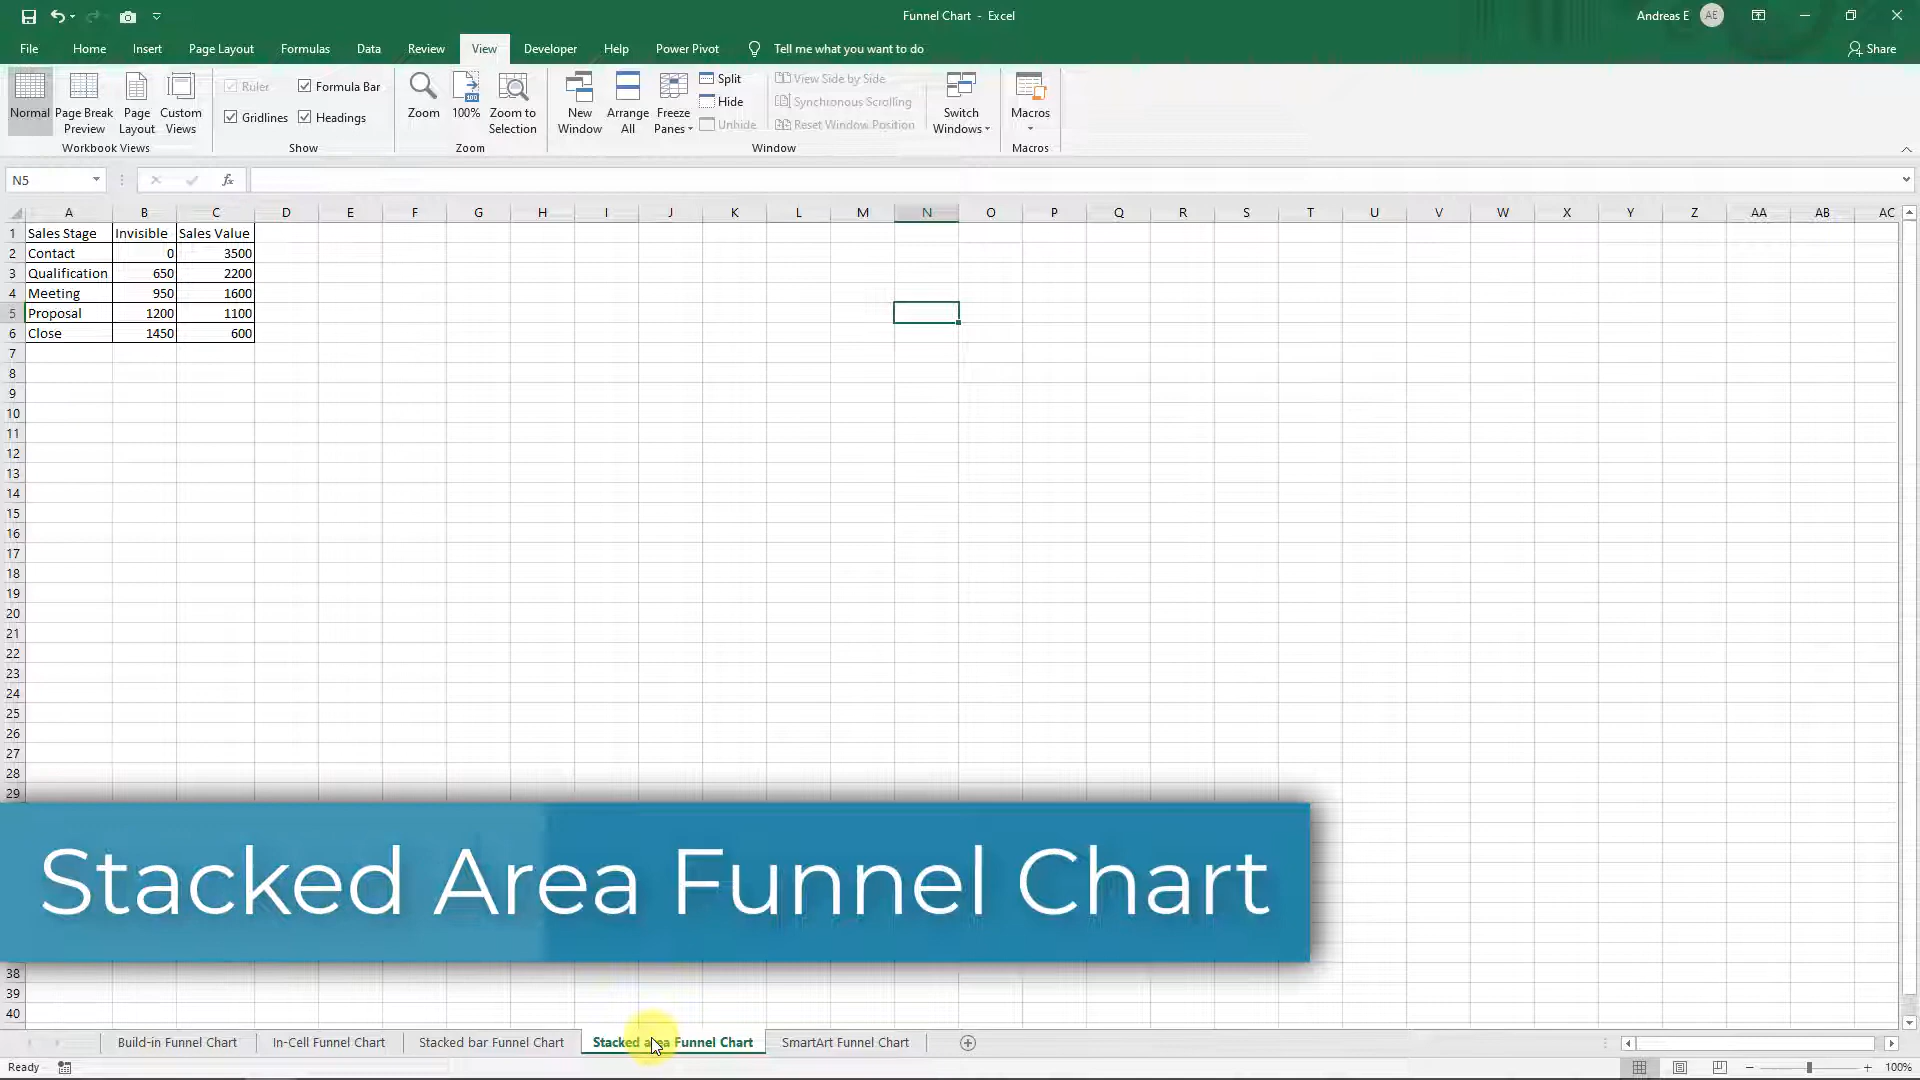 Funnel Chart - Excel
Andreas E AE
File Home Insert Page Layout Formulas Data Review View Developer Help Power Pivot Tell me what you want to do Share
Normal
Page Break Preview
Page Layout
Custom Views
Workbook Views
Ruler Formula Bar
Gridlines Headings
Show
Zoom
100%
Zoom to Selection
Zoom
New Window
Arrange All
Freeze Panes
Split
Hide
Unhide
View Side by Side
Synchronous Scrolling
Reset Window Position
Window
Switch Windows
Macros
Macros
N5 fx
A B C D E F G H I J K L M N O P Q R S T U V W X Y Z AA AB AC
1 Sales Stage Invisible Sales Value
2 Contact 0 3500
3 Qualification 650 2200
4 Meeting 950 1600
5 Proposal 1200 1100
6 Close 1450 600
7
8
9
10
11
12
13
14
15
16
17
18
19
20
21
22
23
24
25
26
27
28
29
Stacked Area Funnel Chart
38
39
40
Build-in Funnel Chart In-Cell Funnel Chart Stacked bar Funnel Chart Stacked area Funnel Chart SmartArt Funnel Chart
Ready 100%